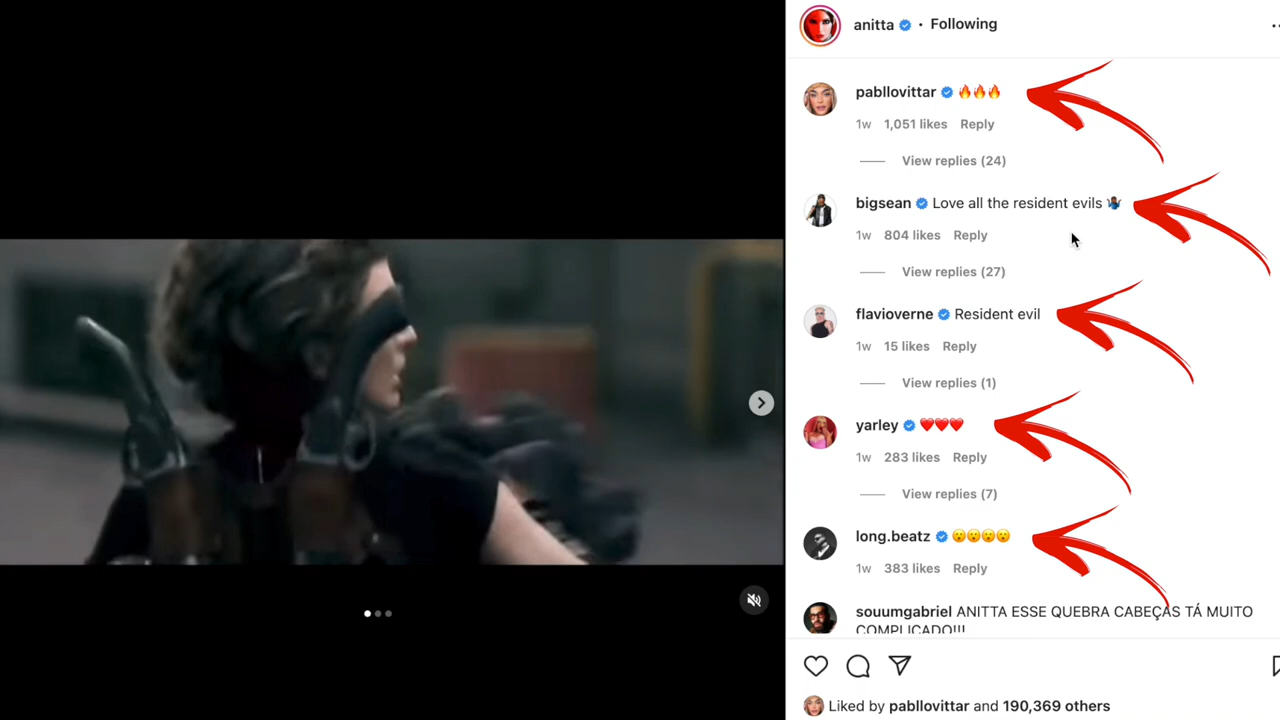 anitta • Following
pabllovittar 🔥🔥🔥
1w 1,051 likes Reply
View replies (24)
bigsean Love all the resident evils 🤷🏾‍♂️
1w 804 likes Reply
View replies (27)
flavioverne Resident evil
1w 15 likes Reply
View replies (1)
yarley ❤️❤️❤️
1w 283 likes Reply
View replies (7)
long.beatz 😮😮😮😮
1w 383 likes Reply
souumgabriel ANITTA ESSE QUEBRA CABEÇAS TÁ MUITO
COMPLICADO!!!
Liked by pabllovittar and 190,369 others